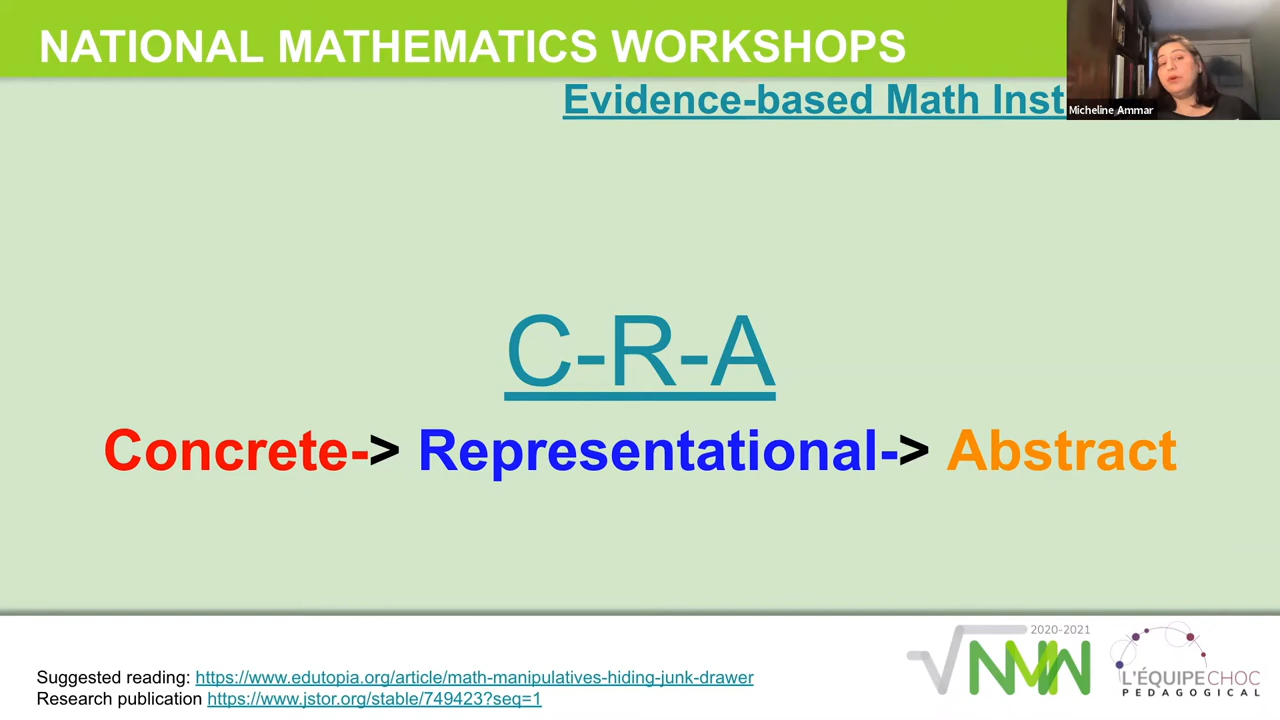 NATIONAL MATHEMATICS WORKSHOPS
Evidence-based Math Inst
Micheline Ammar
C-R-A
Concrete-> Representational-> Abstract
2020-2021
NMW
L'ÉQUIPECHOC
PEDAGOGICAL
Suggested reading: https://www.edutopia.org/article/math-manipulatives-hiding-junk-drawer
Research publication https://www.jstor.org/stable/749423?seq=1